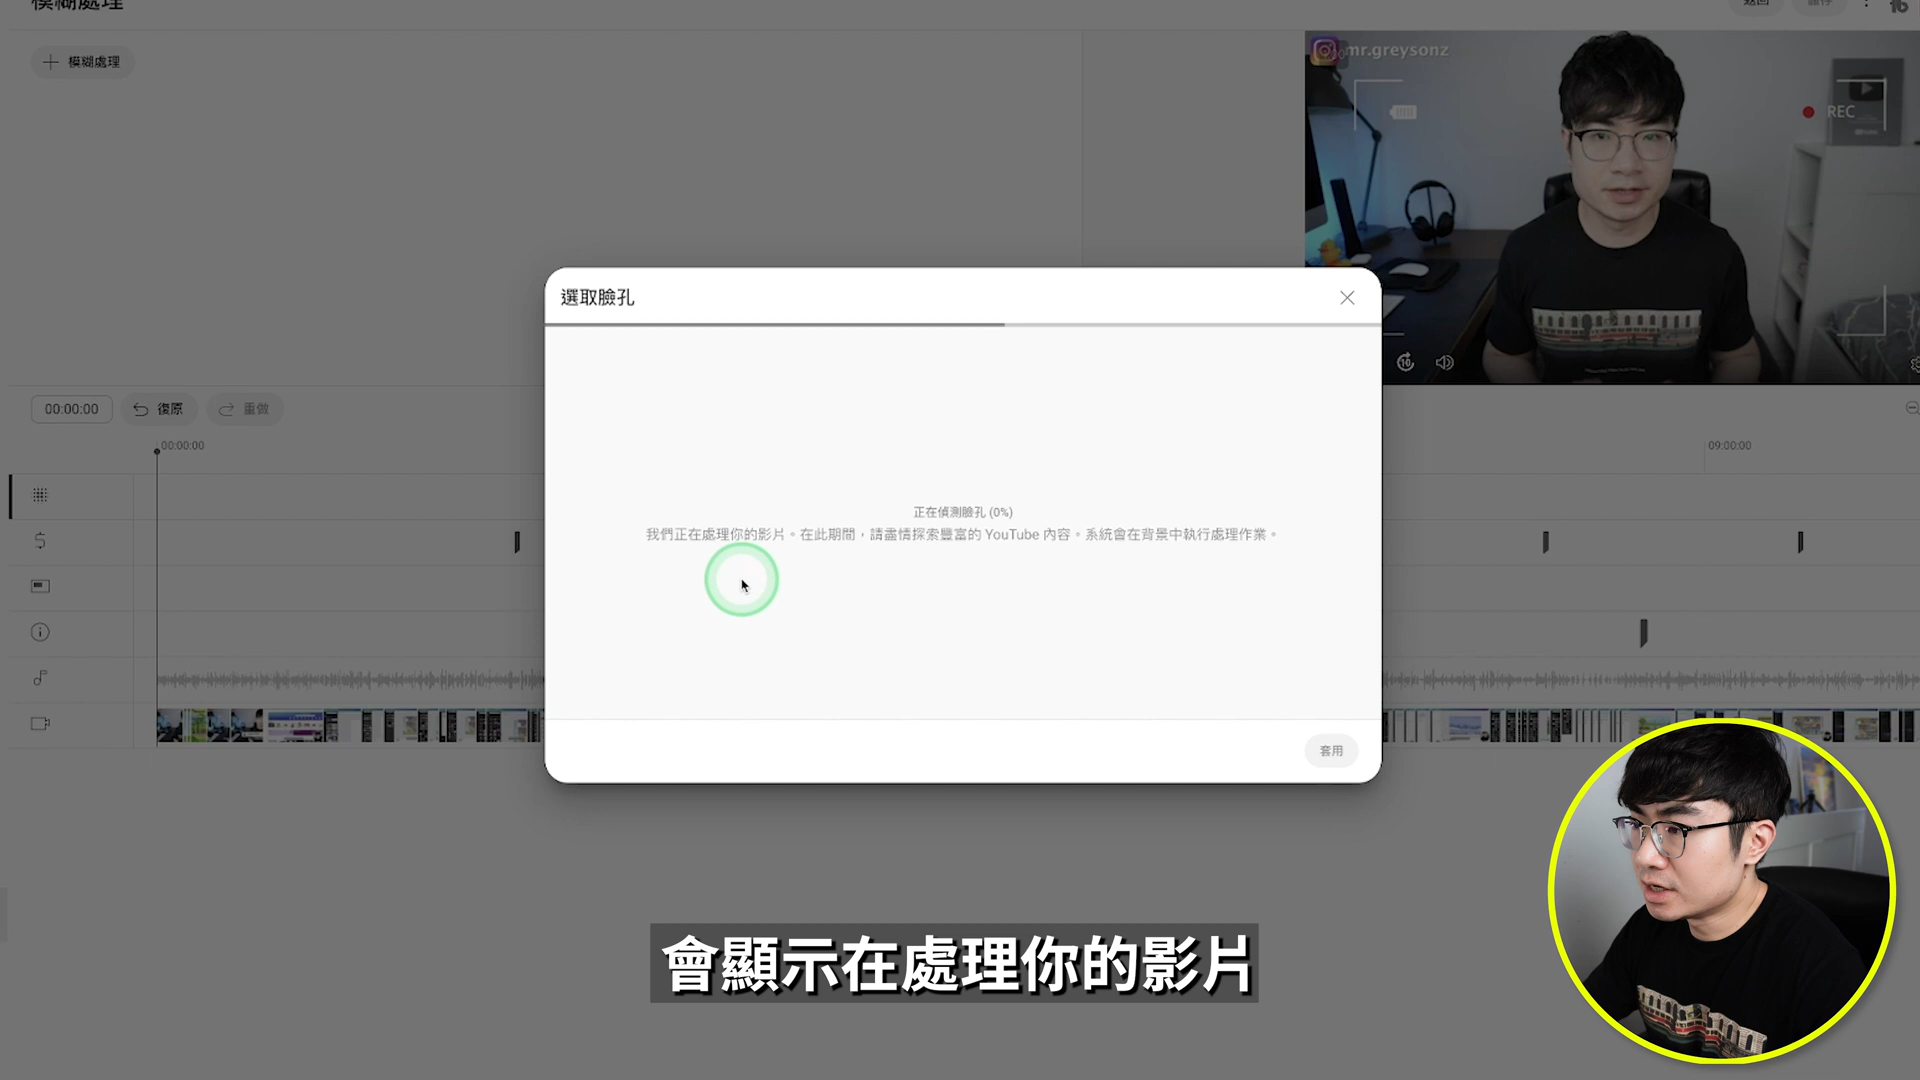 模糊處理
返回
儲存
模糊處理
mr.greysonz
REC
選取臉孔
正在偵測臉孔 (0%)
我們正在處理你的影片。在此期間，請盡情探索豐富的 YouTube 內容。系統會在背景中執行處理作業。
套用
00:00:00
復原
重做
00:00:00
09:00:00
會顯示在處理你的影片